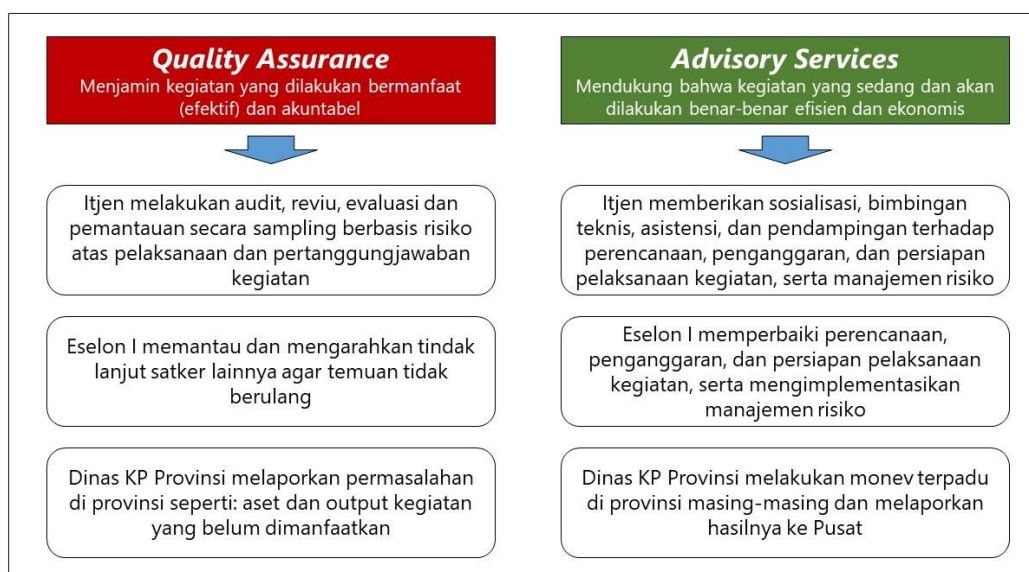 Quality Assurance
Menjamin kegiatan yang dilakukan bermanfaat
(efektif) dan akuntabel
Itjen melakukan audit, reviu, evaluasi dan
pemantauan secara sampling berbasis risiko
atas pelaksanaan dan pertanggungjawaban
kegiatan
Eselon I memantau dan mengarahkan tindak
lanjut satker lainnya agar temuan tidak
berulang
Dinas KP Provinsi melaporkan permasalahan
di provinsi seperti: aset dan output kegiatan
yang belum dimanfaatkan
Advisory Services
Mendukung bahwa kegiatan yang sedang dan akan
dilakukan benar-benar efisien dan ekonomis
Itjen memberikan sosialisasi, bimbingan
teknis, asistensi, dan pendampingan terhadap
perencanaan, penganggaran, dan persiapan
pelaksanaan kegiatan, serta manajemen risiko
Eselon I memperbaiki perencanaan,
penganggaran, dan persiapan pelaksanaan
kegiatan, serta mengimplementasikan
manajemen risiko
Dinas KP Provinsi melakukan monev terpadu
di provinsi masing-masing dan melaporkan
hasilnya ke Pusat